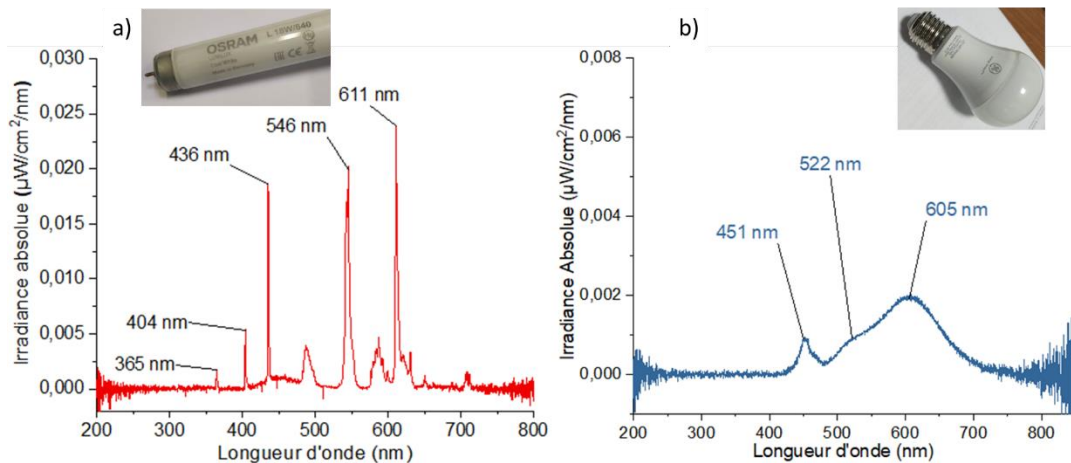 a)
OSRAM L 18W/840
0,030
0,025
0,020
0,015
0,010
0,005
0,000
Irradiance absolue (µW/cm²/nm)
365 nm
404 nm
436 nm
546 nm
611 nm
200 300 400 500 600 700 800
Longueur d'onde (nm)
b)
0,008
0,006
0,004
0,002
0,000
Irradiance Absolue (µW/cm²/nm)
451 nm
522 nm
605 nm
200 300 400 500 600 700 800
Longueur d'onde (nm)